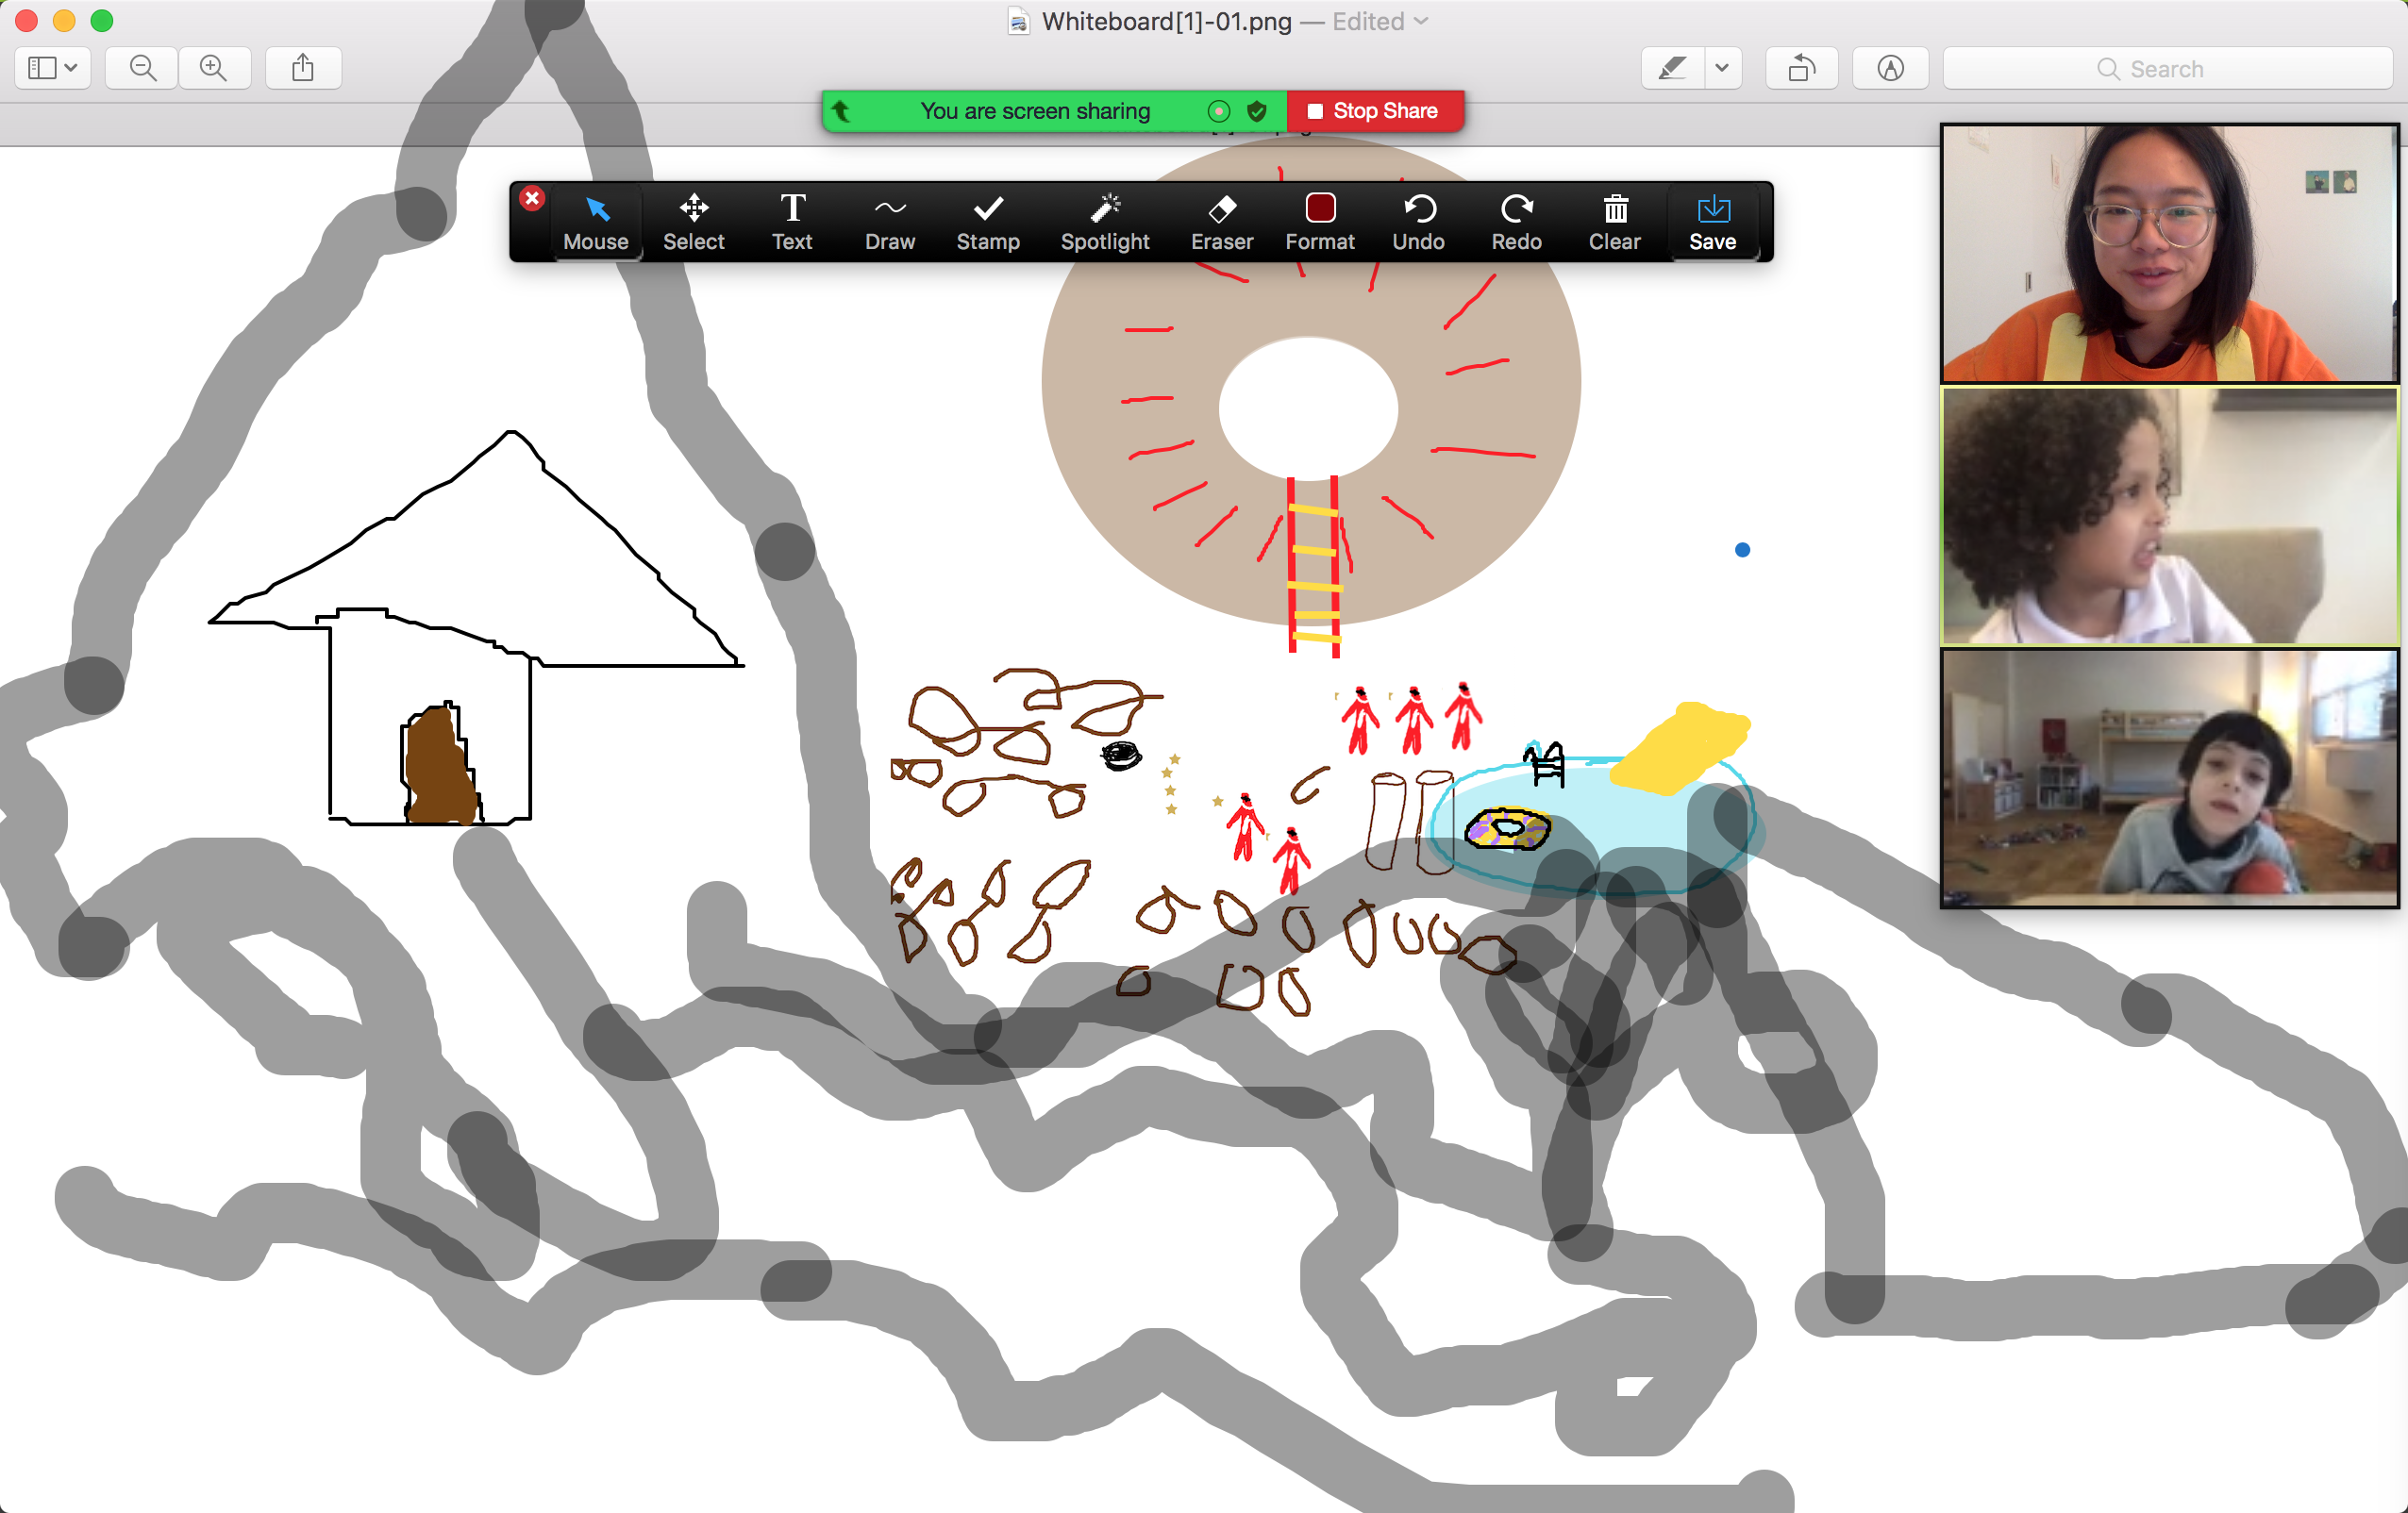 Whiteboard[1]-01.png — Edited
Search
You are screen sharing
Stop Share
Mouse
Select
Text
Draw
Stamp
Spotlight
Eraser
Format
Undo
Redo
Clear
Save